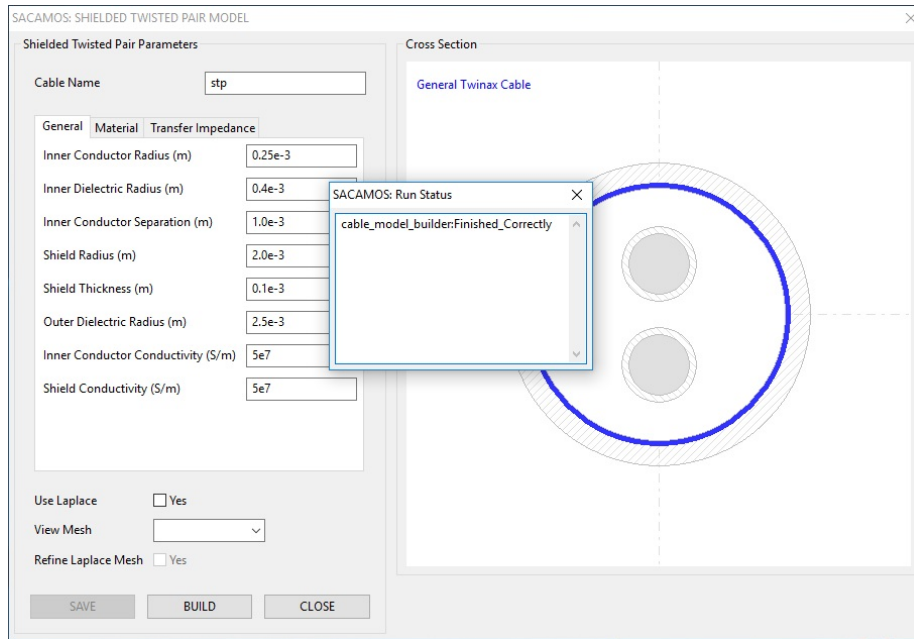 SACAMOS: SHIELDED TWISTED PAIR MODEL
Shielded Twisted Pair Parameters
Cable Name
stp
General Material Transfer Impedance
Inner Conductor Radius (m) 0.25e-3
Inner Dielectric Radius (m) 0.4e-3
Inner Conductor Separation (m) 1.0e-3
Shield Radius (m) 2.0e-3
Shield Thickness (m) 0.1e-3
Outer Dielectric Radius (m) 2.5e-3
Inner Conductor Conductivity (S/m) 5e7
Shield Conductivity (S/m) 5e7
Use Laplace Yes
View Mesh
Refine Laplace Mesh Yes
SAVE BUILD CLOSE
Cross Section
General Twinax Cable
SACAMOS: Run Status
cable_model_builder:Finished_Correctly